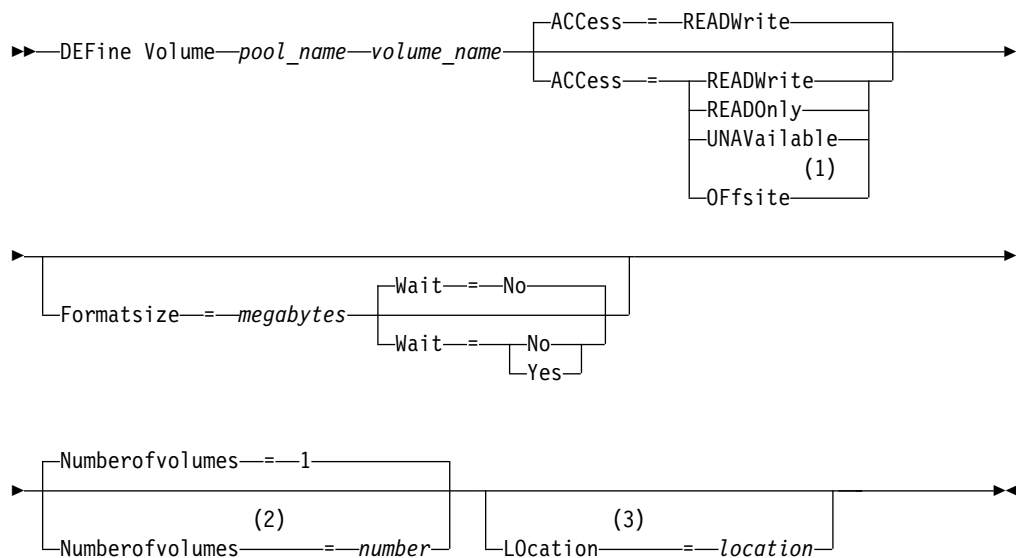 ACCess = READWrite
DEFine Volume pool_name volume_name
ACCess = READWrite
READOnly
UNAVailable
(1)
OFfsite
Wait = No
Formatsize = megabytes
Wait = No
Yes
Numberofvolumes = 1
(2) (3)
Numberofvolumes = number LOcation = location